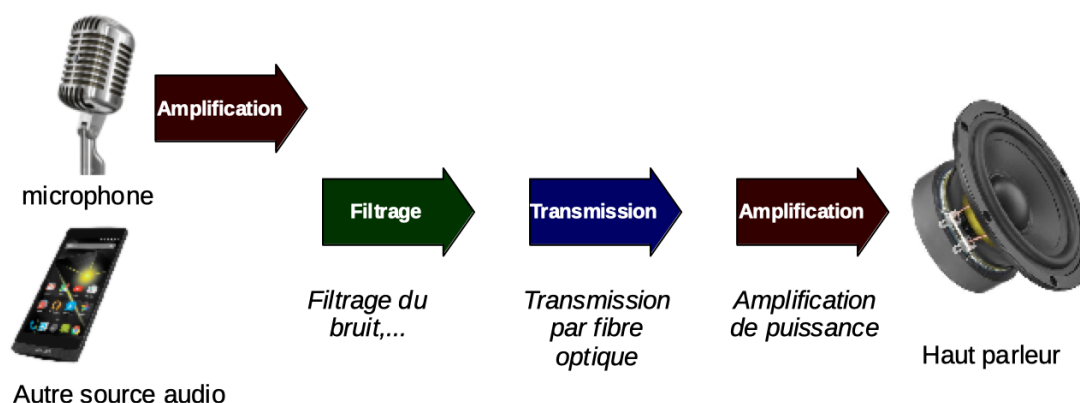 Amplification
microphone
Filtrage
Transmission
Amplification
Filtrage du
bruit,...
Transmission
par fibre
optique
Amplification
de puissance
Haut parleur
Autre source audio